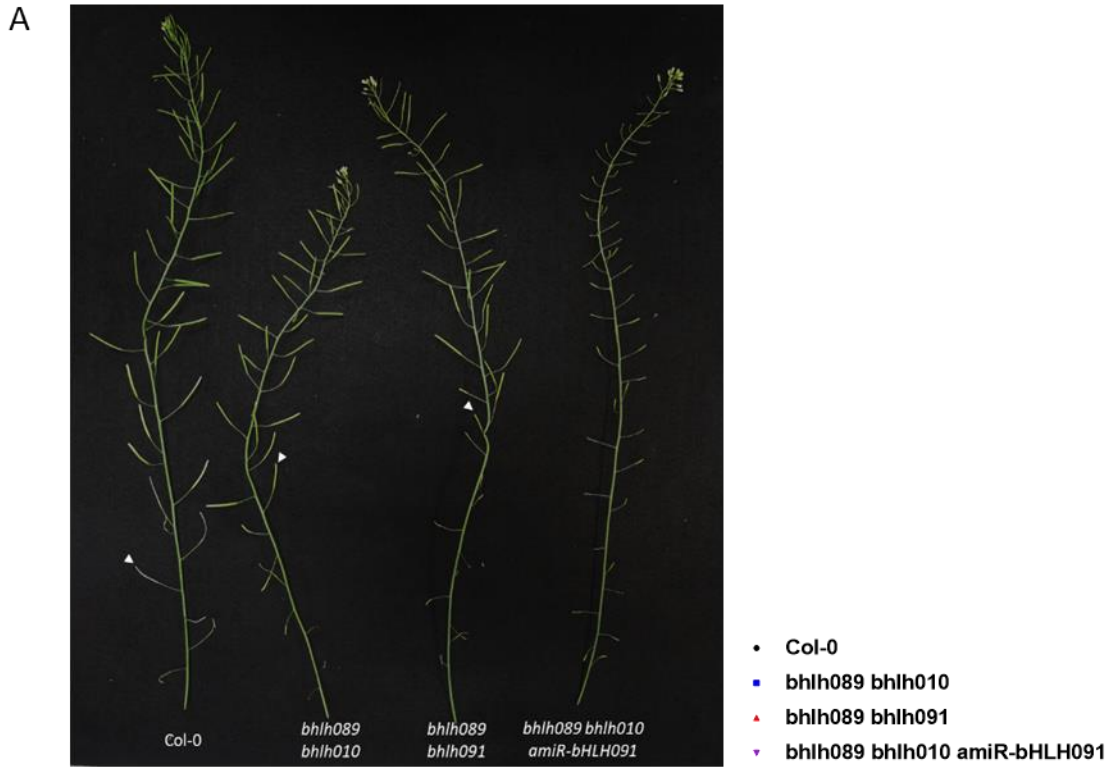 A
Col-0
bhlh089
bhlh010
bhlh089
bhlh091
bhlh089 bhlh010
amiR-bHLH091
Col-0
bhlh089 bhlh010
bhlh089 bhlh091
bhlh089 bhlh010 amiR-bHLH091